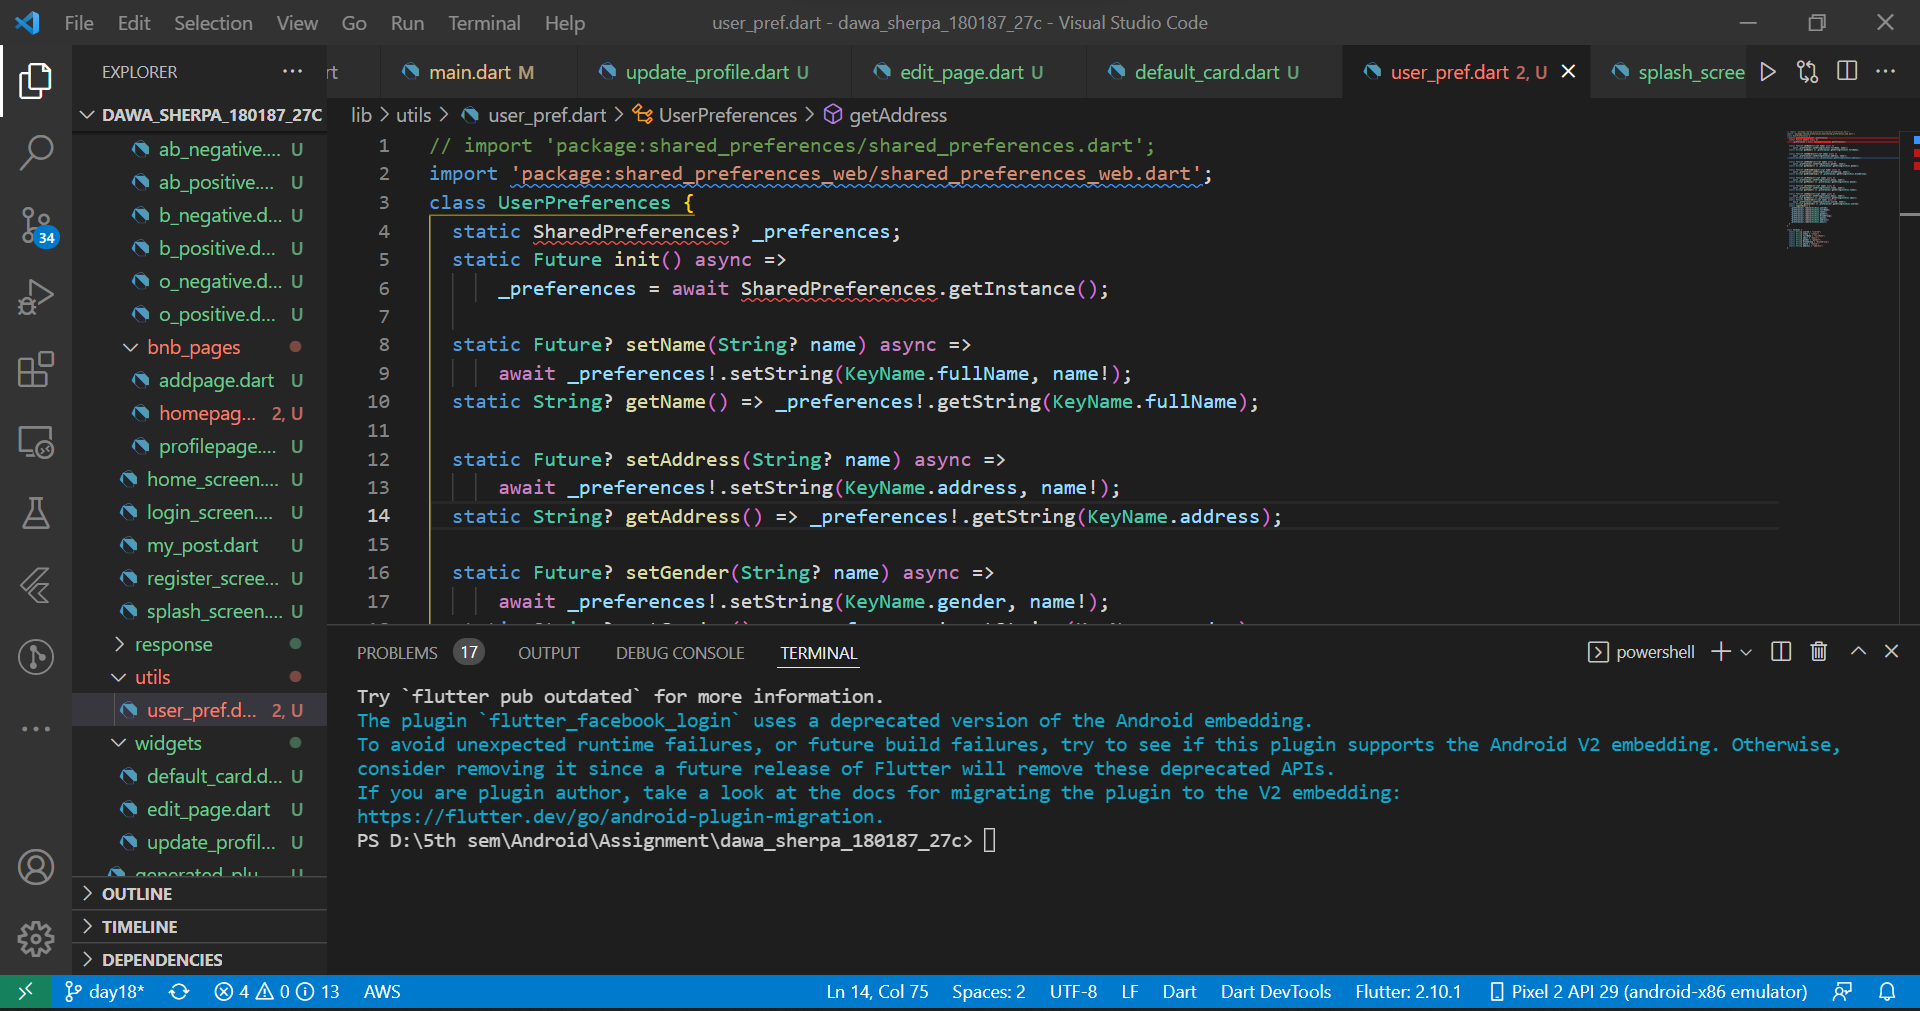 File Edit Selection View Go Run Terminal Help
user_pref.dart - dawa_sherpa_180187_27c - Visual Studio Code
EXPLORER
rt
main.dart M
update_profile.dart U
edit_page.dart U
default_card.dart U
user_pref.dart 2, U
splash_scree
DAWA_SHERPA_180187_27C
lib > utils > user_pref.dart > UserPreferences > getAddress
ab_negative.... U
ab_positive.... U
b_negative.d... U
b_positive.d... U
o_negative.d... U
o_positive.d... U
bnb_pages
addpage.dart U
homepag... 2, U
profilepage.... U
home_screen.... U
login_screen.... U
my_post.dart U
register_scree... U
splash_screen.... U
response
utils
user_pref.d... 2, U
widgets
default_card.d... U
edit_page.dart U
update_profil... U
OUTLINE
TIMELINE
DEPENDENCIES
34
1 // import 'package:shared_preferences/shared_preferences.dart';
2 import 'package:shared_preferences_web/shared_preferences_web.dart';
3 class UserPreferences {
4 static SharedPreferences? _preferences;
5 static Future init() async =>
6 _preferences = await SharedPreferences.getInstance();
7
8 static Future? setName(String? name) async =>
9 await _preferences!.setString(KeyName.fullName, name!);
10 static String? getName() => _preferences!.getString(KeyName.fullName);
11
12 static Future? setAddress(String? name) async =>
13 await _preferences!.setString(KeyName.address, name!);
14 static String? getAddress() => _preferences!.getString(KeyName.address);
15
16 static Future? setGender(String? name) async =>
17 await _preferences!.setString(KeyName.gender, name!);
PROBLEMS 17 OUTPUT DEBUG CONSOLE TERMINAL
powershell
Try `flutter pub outdated` for more information.
The plugin `flutter_facebook_login` uses a deprecated version of the Android embedding.
To avoid unexpected runtime failures, or future build failures, try to see if this plugin supports the Android V2 embedding. Otherwise,
consider removing it since a future release of Flutter will remove these deprecated APIs.
If you are plugin author, take a look at the docs for migrating the plugin to the V2 embedding:
https://flutter.dev/go/android-plugin-migration.
PS D:\5th sem\Android\Assignment\dawa_sherpa_180187_27c>
day18* 4 0 13 AWS
Ln 14, Col 75 Spaces: 2 UTF-8 LF Dart Dart DevTools Flutter: 2.10.1 Pixel 2 API 29 (android-x86 emulator)